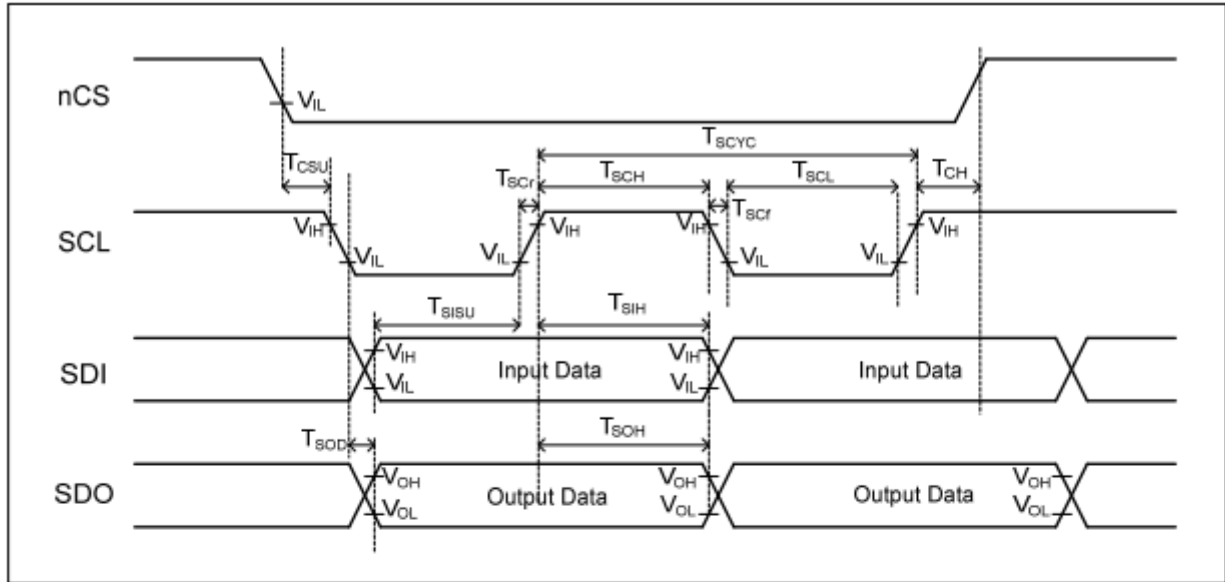 nCS
VIL
TSCYC
TCSU
TSCr
TSCH
TSCL
TCH
TSCf
SCL
VIH
VIH
VIH
VIH
VIL
VIL
VIL
VIL
TSISU
TSIH
SDI
VIH
VIL
Input Data
VIH
VIL
Input Data
TSOD
TSOH
SDO
VOH
VOL
Output Data
VOH
VOL
Output Data
VOH
VOL